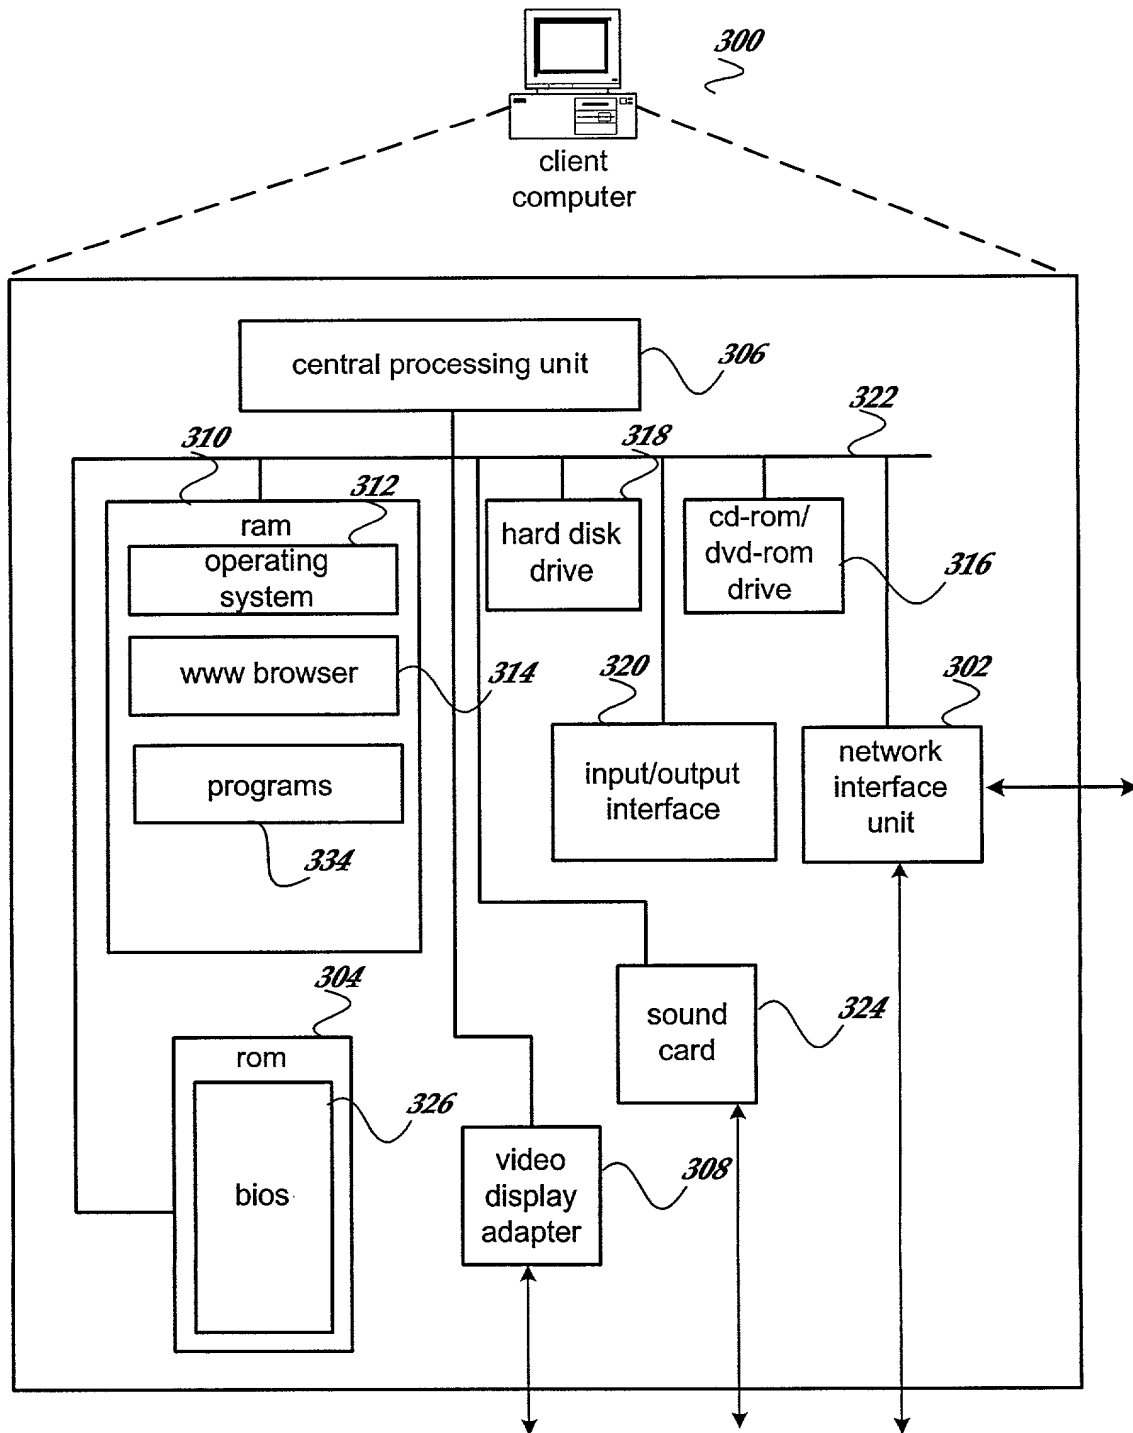 300
client
computer
central processing unit
306
322
310
318
312
ram
operating
system
hard disk
drive
cd-rom/
dvd-rom
drive
316
www browser
314
320
302
programs
334
input/output
interface
network
interface
unit
304
rom
326
bios
sound
card
324
video
display
adapter
308